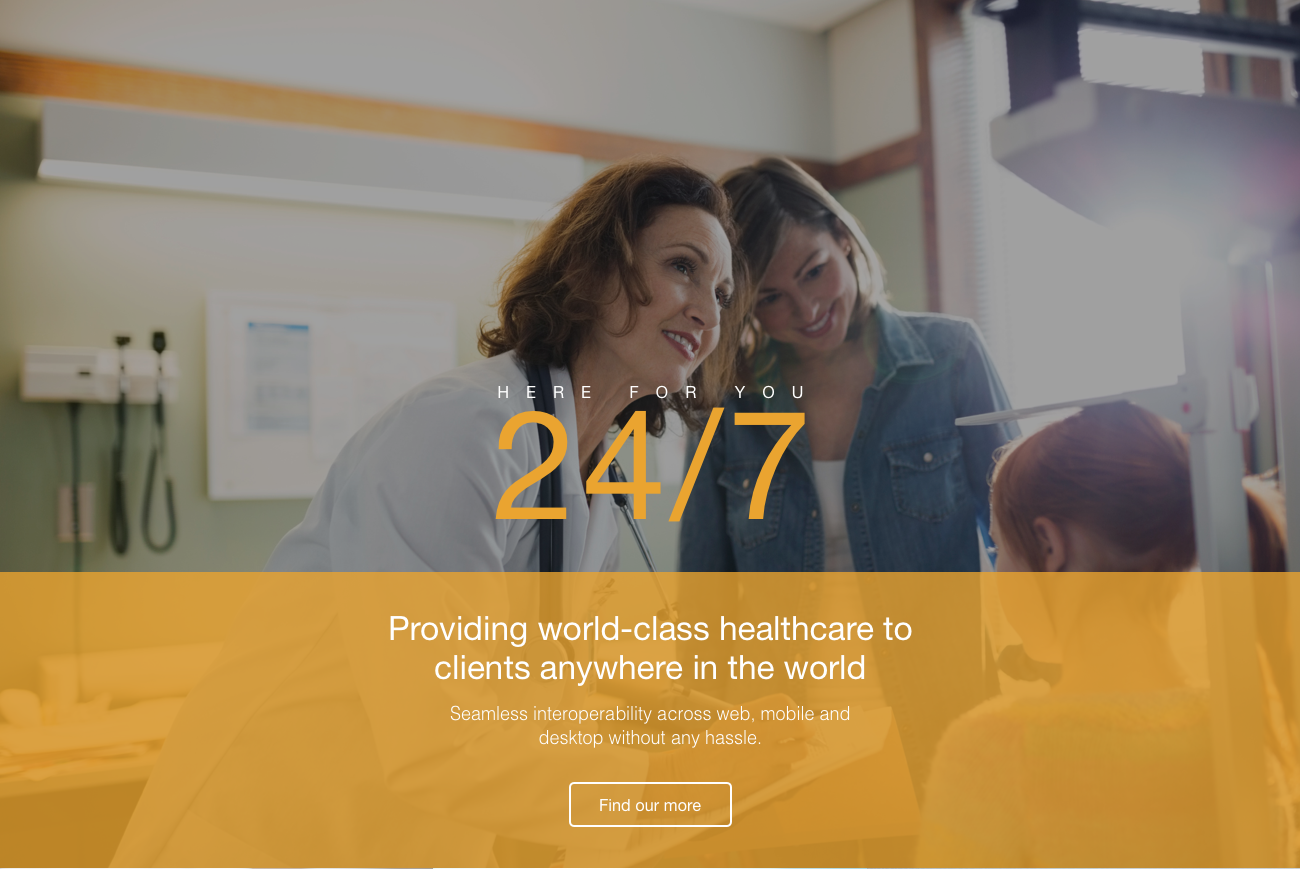 HERE FOR YOU
24/7
Providing world-class healthcare to
clients anywhere in the world
Seamless interoperability across web, mobile and
desktop without any hassle.
Find our more